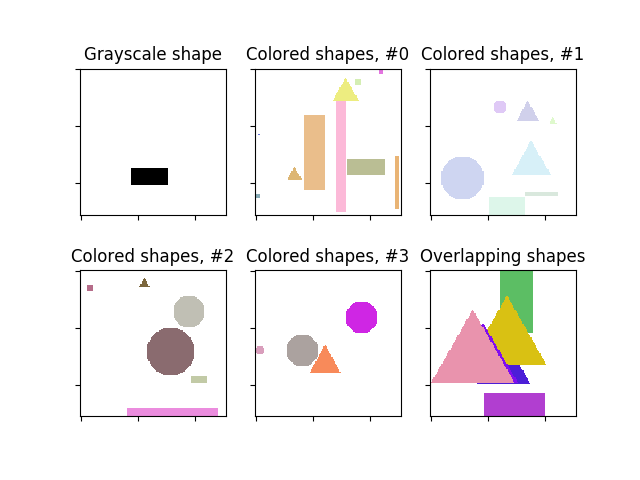 Grayscale shape
Colored shapes, #0
Colored shapes, #1
Colored shapes, #2
Colored shapes, #3
Overlapping shapes